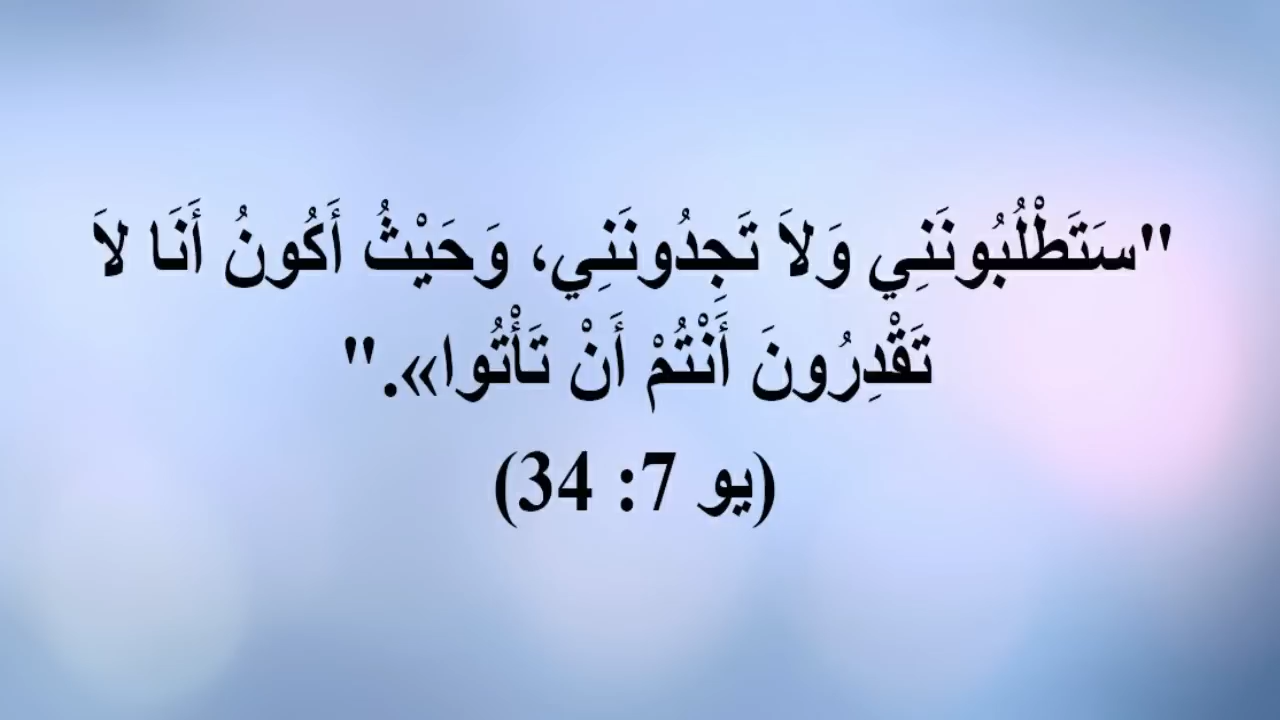 "سَتَطْلُبُونَنِي وَلاَ تَجِدُونَنِي، وَحَيْثُ أَكُونُ أَنَا لاَ
تَقْدِرُونَ أَنْتُمْ أَنْ تَأْتُوا»."
(يو 7: 34)